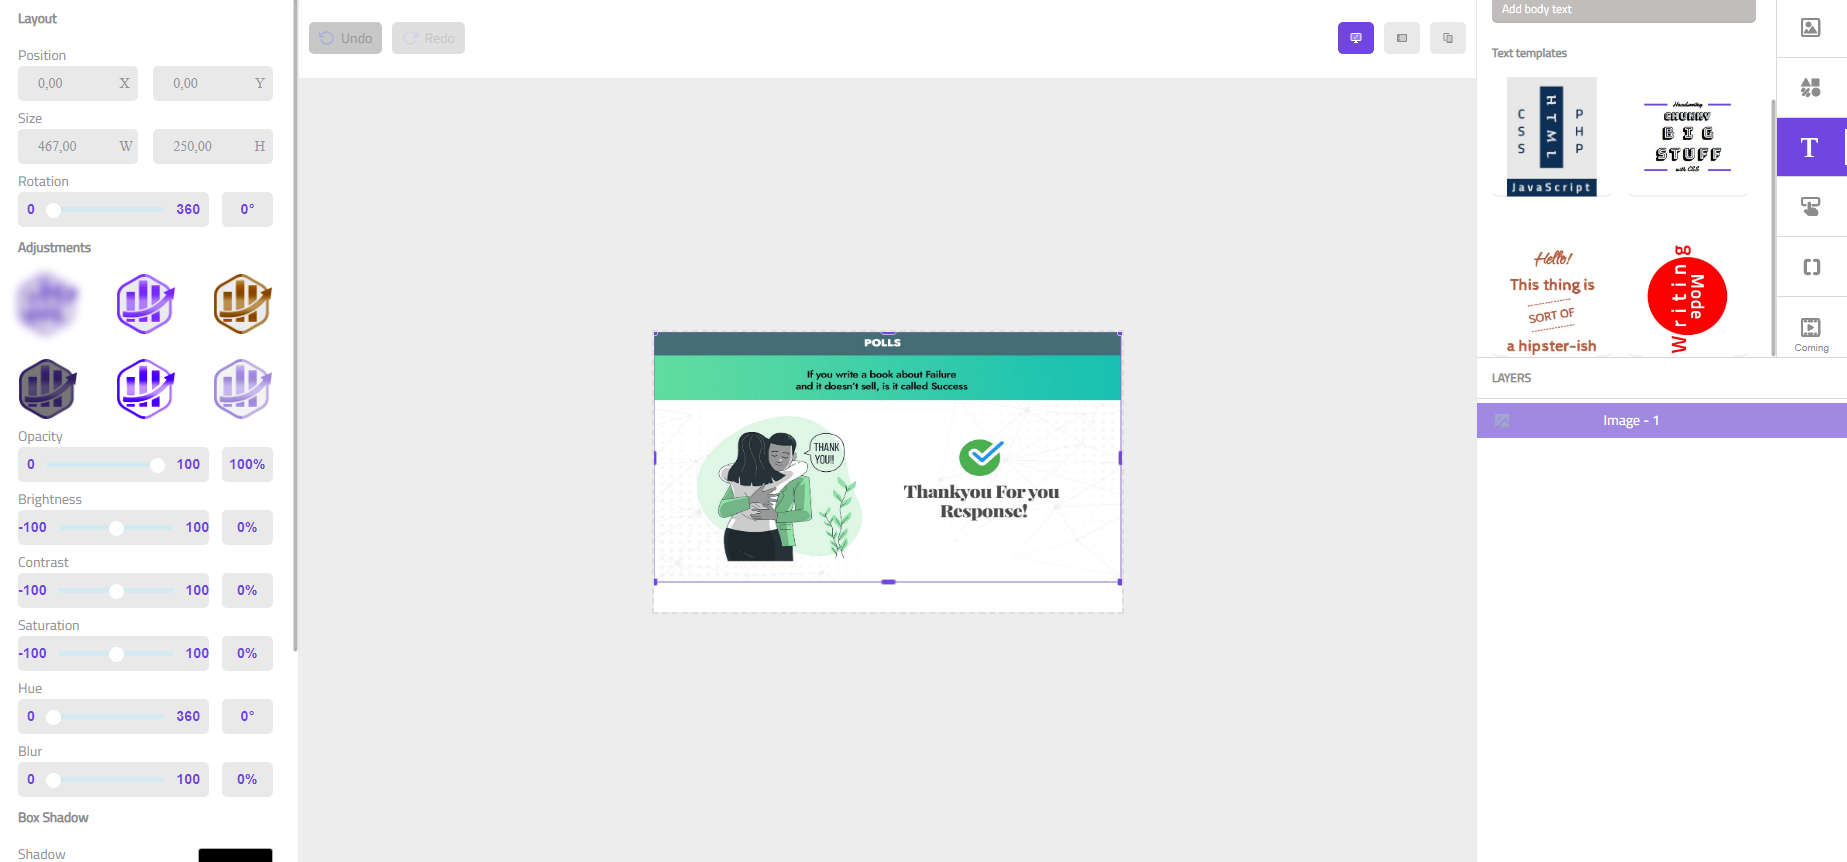 Layout
Position
0,00 X 0,00 Y
Size
467,00 W 250,00 H
Rotation
0 360 0°
Adjustments
Opacity
0 100 100%
Brightness
-100 100 0%
Contrast
-100 100 0%
Saturation
-100 100 0%
Hue
0 360 0°
Blur
0 100 0%
Box Shadow
Shadow
Undo Redo
POLLS
If you write a book about Failure
and it doesn't sell, is it called Success
THANK
YOU!!
Thankyou For you
Response!
Add body text
Text templates
CSS
HTML
PHP
JavaScript
Handwriting
CHUNKY
BIG
STUFF
with CSS
Hello!
This thing is
SORT OF
a hipster-ish
Writing
Mode
LAYERS
Image - 1
T
Coming